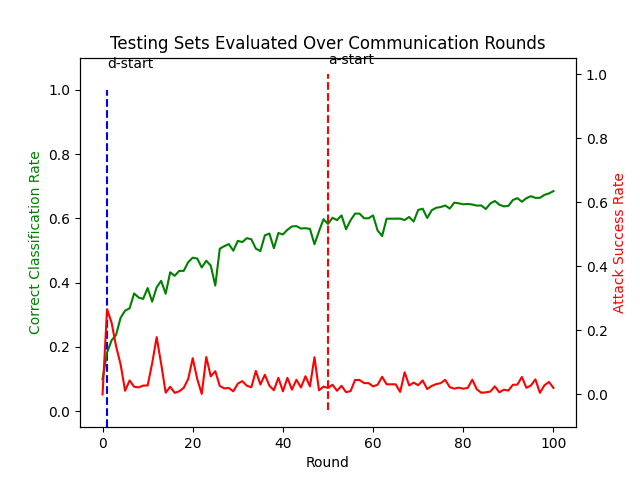 Testing Sets Evaluated Over Communication Rounds
d-start
a-start
Correct Classification Rate
1.0
0.8
0.6
0.4
0.2
0.0
Attack Success Rate
1.0
0.8
0.6
0.4
0.2
0.0
0 20 40 60 80 100
Round